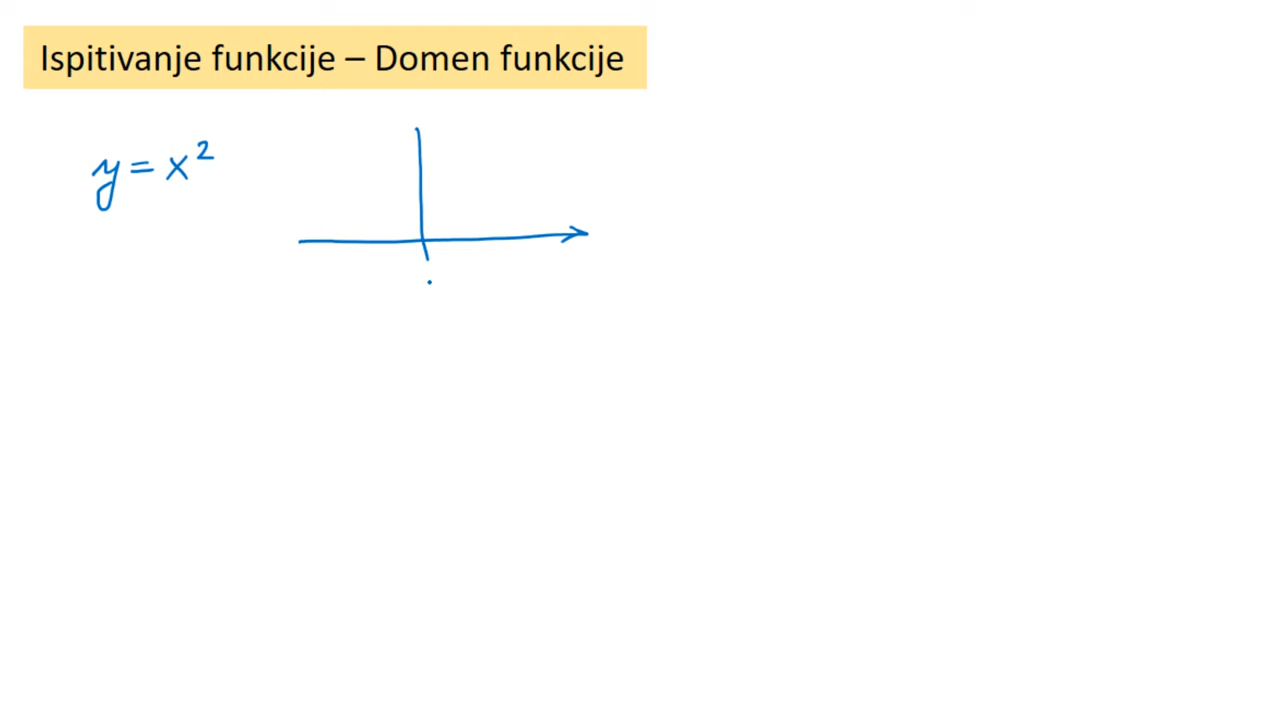 Ispitivanje funkcije – Domen funkcije
y = x²